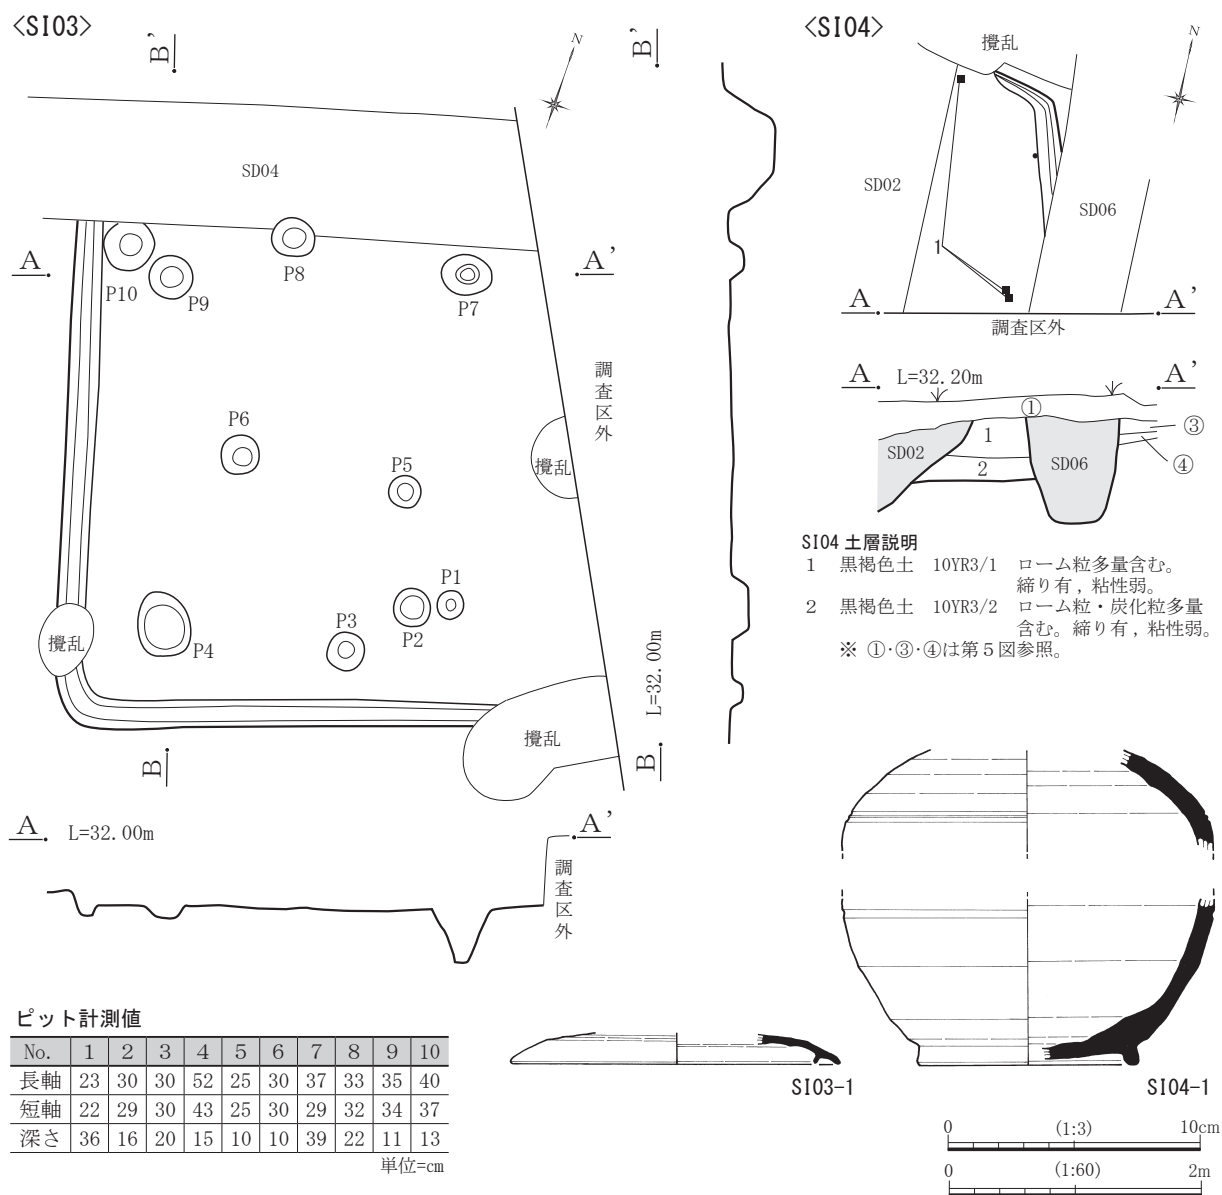 <SI03>
B'
N
SD04
A
A'
P10
P9
P8
P7
調査区外
P6
P5
攪乱
P1
P2
P3
P4
攪乱
攪乱
B
B'
L=32.00m
B
A
L=32.00m
A'
調査区外
<SI04>
攪乱
N
SD02
SD06
1
A
A'
調査区外
A
L=32.20m
A'
①
1
③
SD02
2
SD06
④
SI04 土層説明
1 黒褐色土 10YR3/1 ローム粒多量含む。
締り有，粘性弱。
2 黒褐色土 10YR3/2 ローム粒・炭化粒多量
含む。締り有，粘性弱。
※ ①･③･④は第５図参照。
ピット計測値
No. 1 2 3 4 5 6 7 8 9 10
長軸 23 30 30 52 25 30 37 33 35 40
短軸 22 29 30 43 25 30 29 32 34 37
深さ 36 16 20 15 10 10 39 22 11 13
単位=cm
SI03-1
SI04-1
0 (1:3) 10cm
0 (1:60) 2m